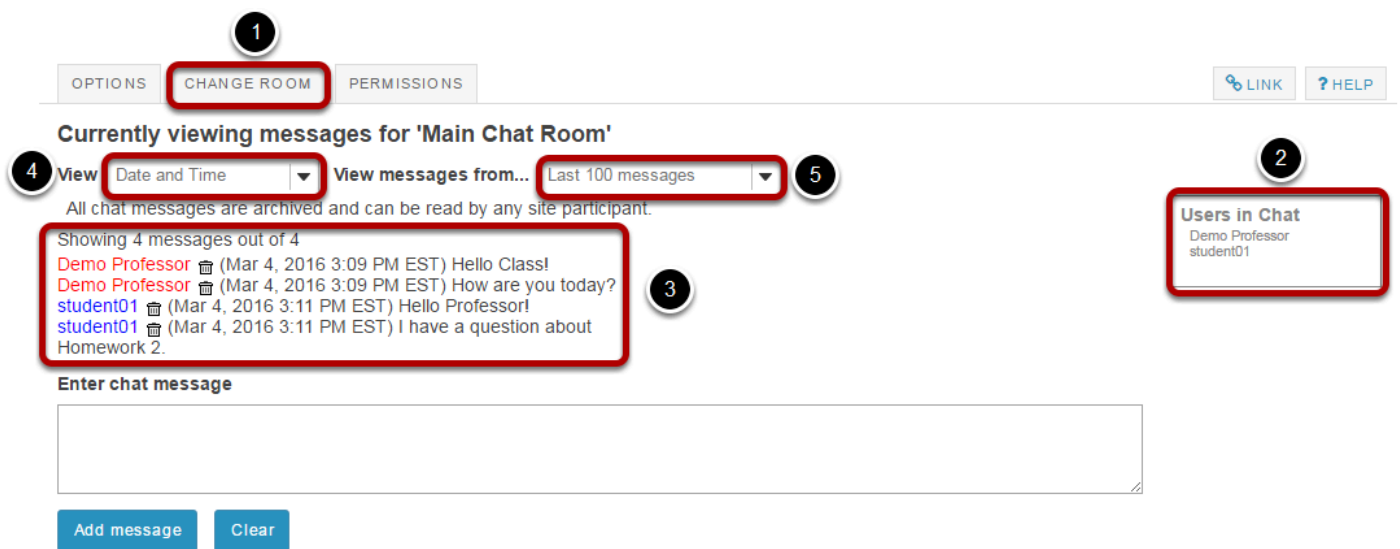 1
OPTIONS CHANGE ROOM PERMISSIONS LINK ? HELP
Currently viewing messages for 'Main Chat Room'
4 View Date and Time View messages from... Last 100 messages 5
2
All chat messages are archived and can be read by any site participant.
Users in Chat
Demo Professor
student01
Showing 4 messages out of 4
Demo Professor (Mar 4, 2016 3:09 PM EST) Hello Class!
Demo Professor (Mar 4, 2016 3:09 PM EST) How are you today?
student01 (Mar 4, 2016 3:11 PM EST) Hello Professor!
student01 (Mar 4, 2016 3:11 PM EST) I have a question about
Homework 2.
3
Enter chat message
Add message Clear